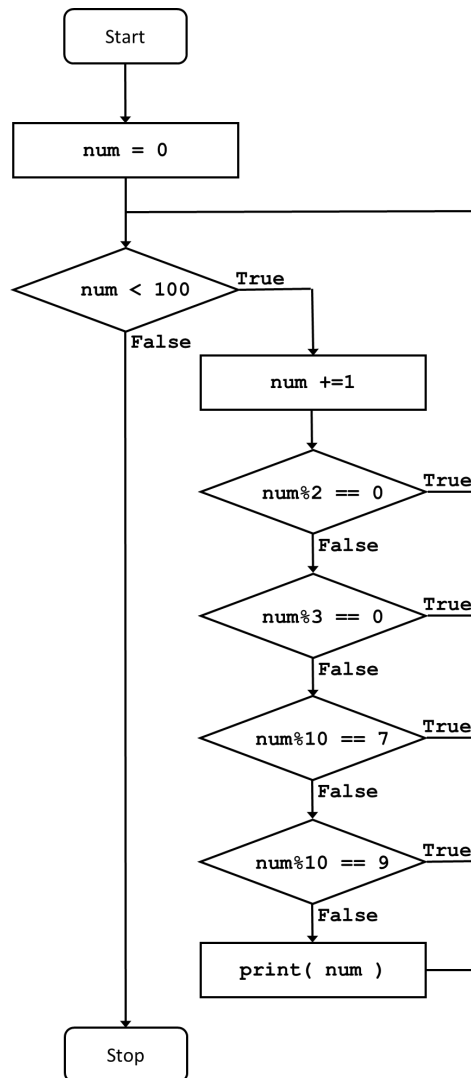 Start
num = 0
num < 100
True
False
num +=1
num%2 == 0
True
False
num%3 == 0
True
False
num%10 == 7
True
False
num%10 == 9
True
False
print( num )
Stop